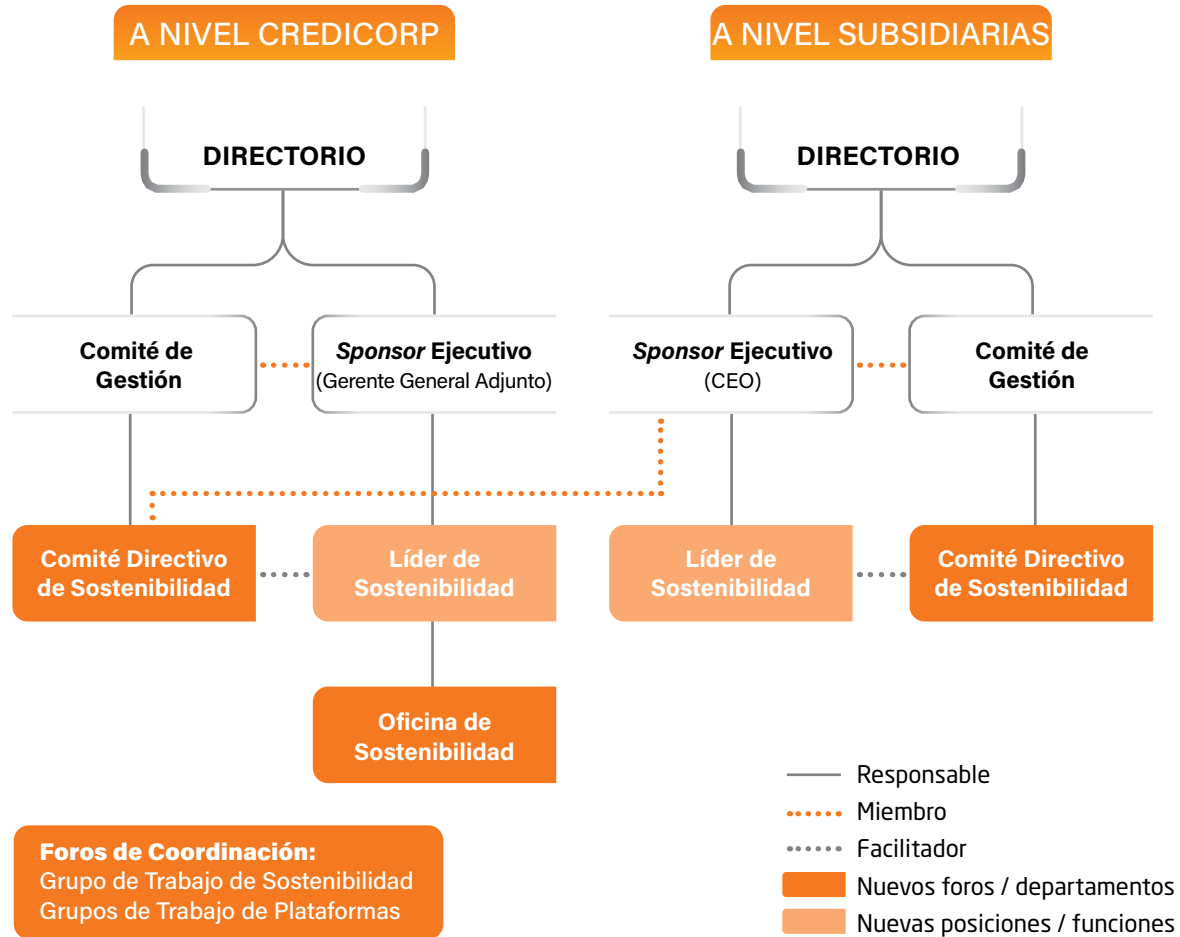 A NIVEL CREDICORP
A NIVEL SUBSIDIARIAS
DIRECTORIO
DIRECTORIO
Comité de
Gestión
Sponsor Ejecutivo
(Gerente General Adjunto)
Sponsor Ejecutivo
(CEO)
Comité de
Gestión
Comité Directivo
de Sostenibilidad
Líder de
Sostenibilidad
Líder de
Sostenibilidad
Comité Directivo
de Sostenibilidad
Oficina de
Sostenibilidad
Foros de Coordinación:
Grupo de Trabajo de Sostenibilidad
Grupos de Trabajo de Plataformas
Responsable
Miembro
Facilitador
Nuevos foros / departamentos
Nuevas posiciones / funciones